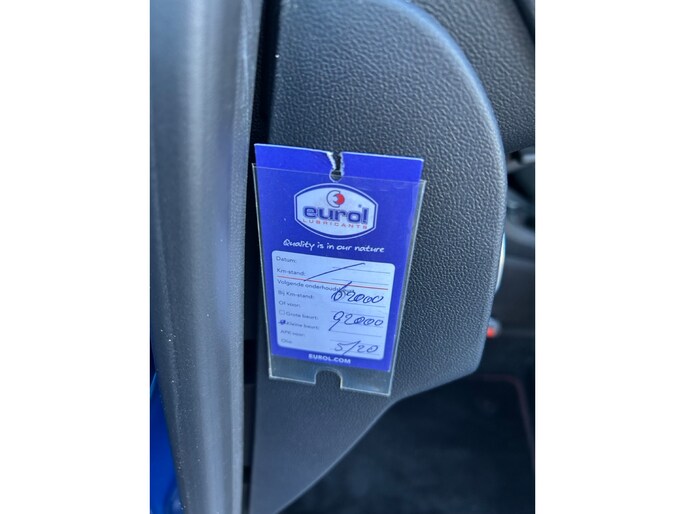 eurol
LUBRICANTS
Quality is in our nature
Datum:
Km-stand:
Volgende onderhoudsbeurt
Bij Km-stand: 62000
Of voor:
Grote beurt: 92000
Kleine beurt:
APK voor: 5/20
EUROL.COM